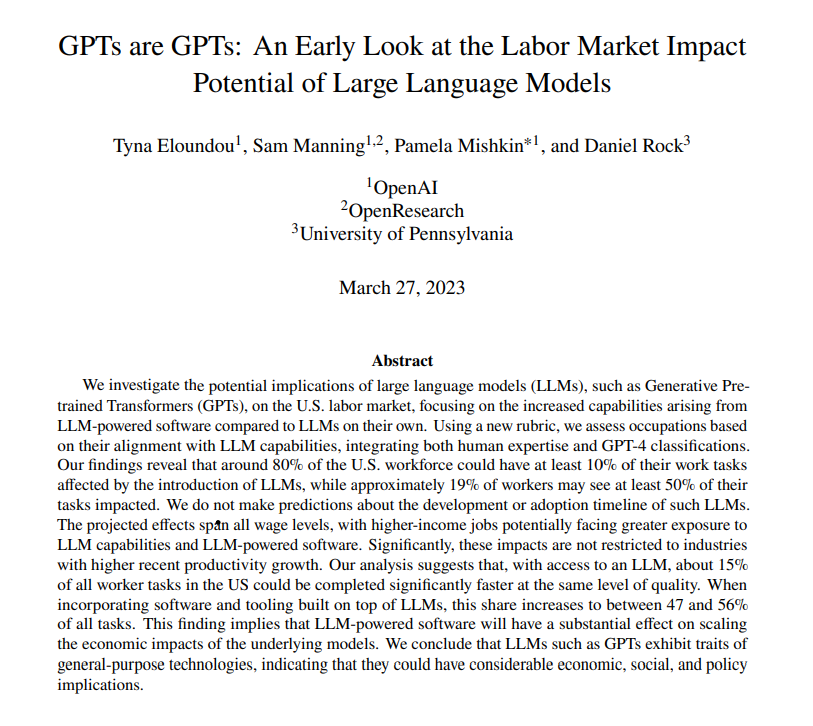 GPTs are GPTs: An Early Look at the Labor Market Impact
Potential of Large Language Models
Tyna Eloundou1, Sam Manning1,2, Pamela Mishkin*1, and Daniel Rock3
1OpenAI
2OpenResearch
3University of Pennsylvania
March 27, 2023
Abstract
We investigate the potential implications of large language models (LLMs), such as Generative Pre-
trained Transformers (GPTs), on the U.S. labor market, focusing on the increased capabilities arising from
LLM-powered software compared to LLMs on their own. Using a new rubric, we assess occupations based
on their alignment with LLM capabilities, integrating both human expertise and GPT-4 classifications.
Our findings reveal that around 80% of the U.S. workforce could have at least 10% of their work tasks
affected by the introduction of LLMs, while approximately 19% of workers may see at least 50% of their
tasks impacted. We do not make predictions about the development or adoption timeline of such LLMs.
The projected effects span all wage levels, with higher-income jobs potentially facing greater exposure to
LLM capabilities and LLM-powered software. Significantly, these impacts are not restricted to industries
with higher recent productivity growth. Our analysis suggests that, with access to an LLM, about 15%
of all worker tasks in the US could be completed significantly faster at the same level of quality. When
incorporating software and tooling built on top of LLMs, this share increases to between 47 and 56%
of all tasks. This finding implies that LLM-powered software will have a substantial effect on scaling
the economic impacts of the underlying models. We conclude that LLMs such as GPTs exhibit traits of
general-purpose technologies, indicating that they could have considerable economic, social, and policy
implications.